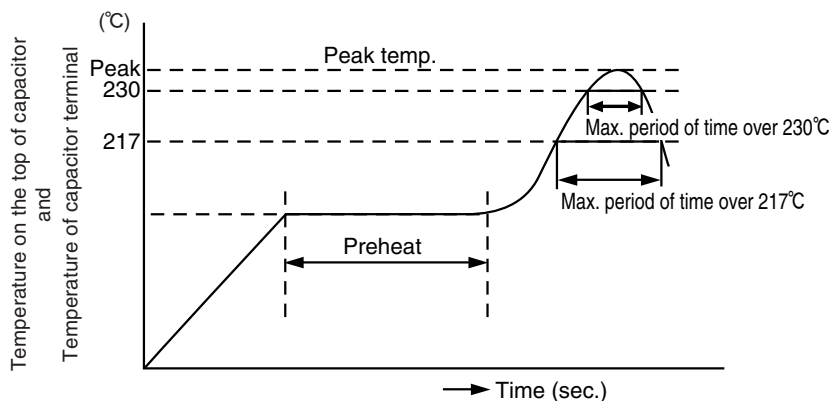 (℃)
Temperature on the top of capacitor
and
Temperature of capacitor terminal
Peak
Peak temp.
230
217
Max. period of time over 230℃
Max. period of time over 217℃
Preheat
Time (sec.)